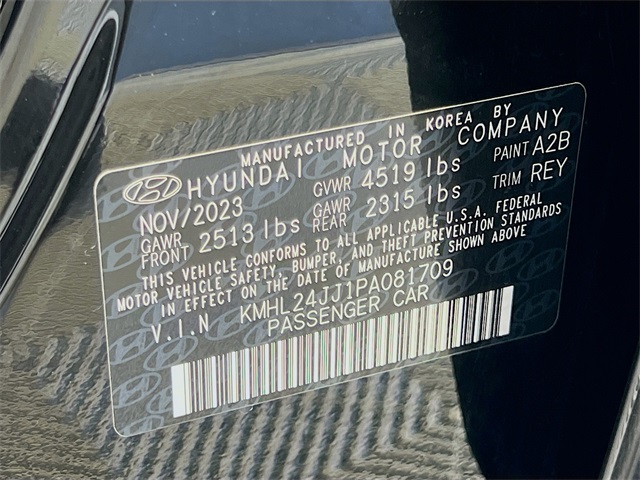 MANUFACTURED IN KOREA BY
HYUNDAI MOTOR COMPANY
NOV/2023 GVWR 4519 lbs PAINT A2B
GAWR FRONT 2513 lbs GAWR REAR 2315 lbs TRIM REY
THIS VEHICLE CONFORMS TO ALL APPLICABLE U.S.A. FEDERAL
MOTOR VEHICLE SAFETY, BUMPER, AND THEFT PREVENTION STANDARDS
IN EFFECT ON THE DATE OF MANUFACTURE SHOWN ABOVE
V.I.N KMHL24JJ1PA081709
PASSENGER CAR